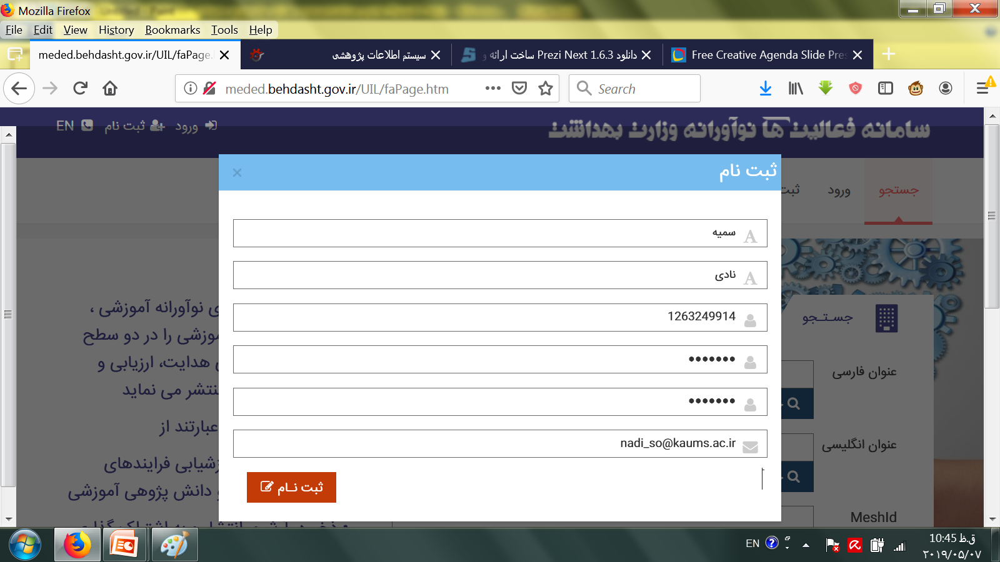 Mozilla Firefox
File Edit View History Bookmarks Tools Help
meded.behdasht.gov.ir/UIL/faPage.
سیستم اطلاعات پژوهشی
دانلود Prezi Next 1.6.3 ساخت ارائه و
Free Creative Agenda Slide Pres
meded.behdasht.gov.ir/UIL/faPage.htm
Search
سامانه فعالیت ها نوآورانه وزارت بهداشت
ورود ثبت نام EN
ثبت نام
جستجو ورود ثبت
سمیه
نادی
1263249914
•••••••
•••••••
nadi_so@kaums.ac.ir
ثبت نـام
ی نوآورانه آموزشی ،
موزشی را در دو سطح
هدایت، ارزیابی و
منتشر می نماید
عبارتند از
زشیابی فرایندهای
و دانش پژوهی آموزشی
جسـتـجو
عنوان فارسی
عنوان انگلیسی
MeshId
EN
10:45 ق.ظ
۲۰۱۹/۰۵/۰۷